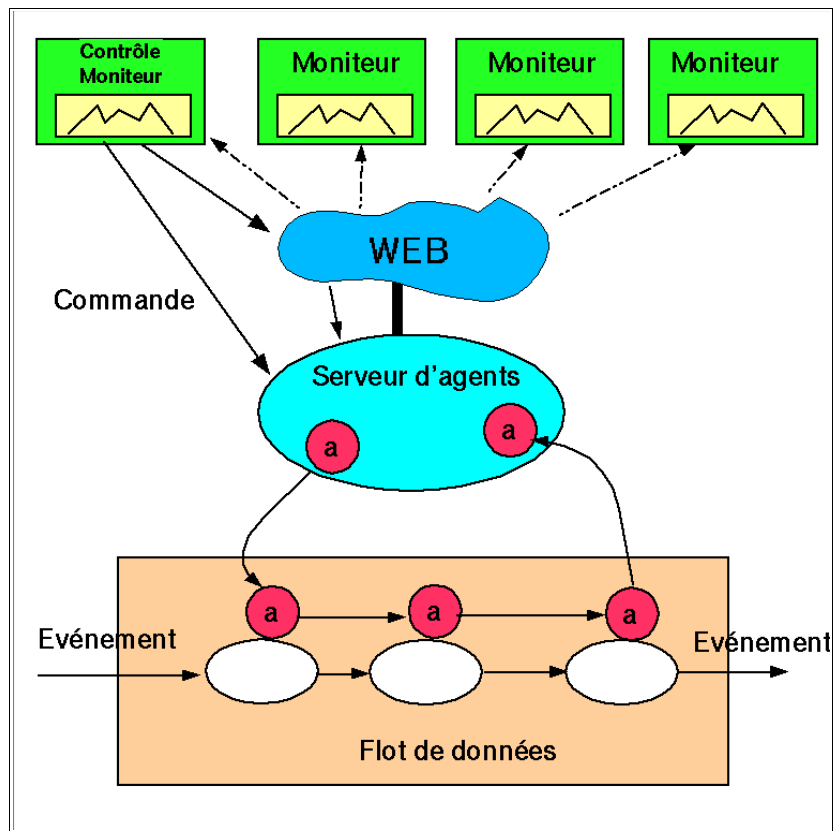 Contrôle
Moniteur
Moniteur
Moniteur
Moniteur
WEB
Commande
Serveur d'agents
a
a
a
a
a
Evénement
Evénement
Flot de données